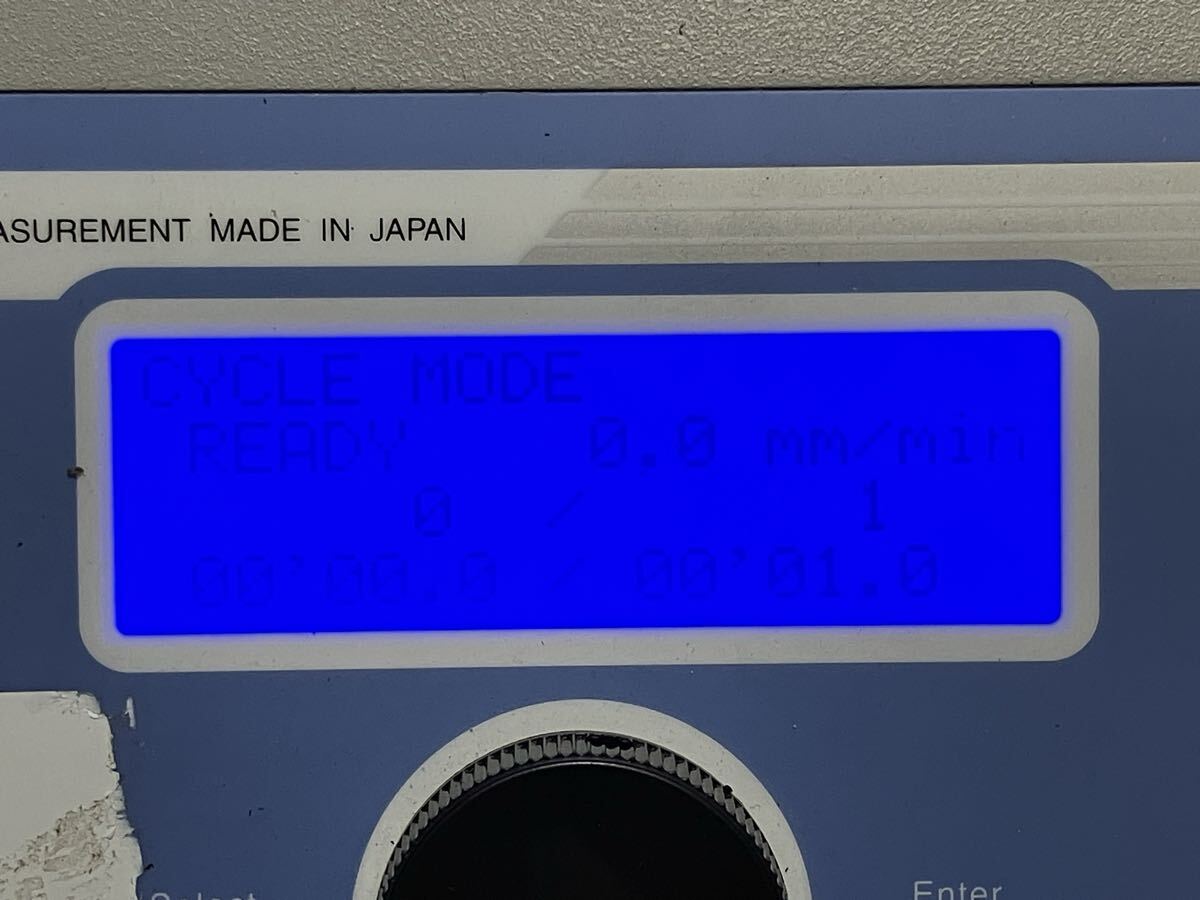 ASUREMENT MADE IN JAPAN
CYCLE MODE
READY 0.0 mm/min
0 / 1
00'00.0 / 00'01.0
Select
Enter